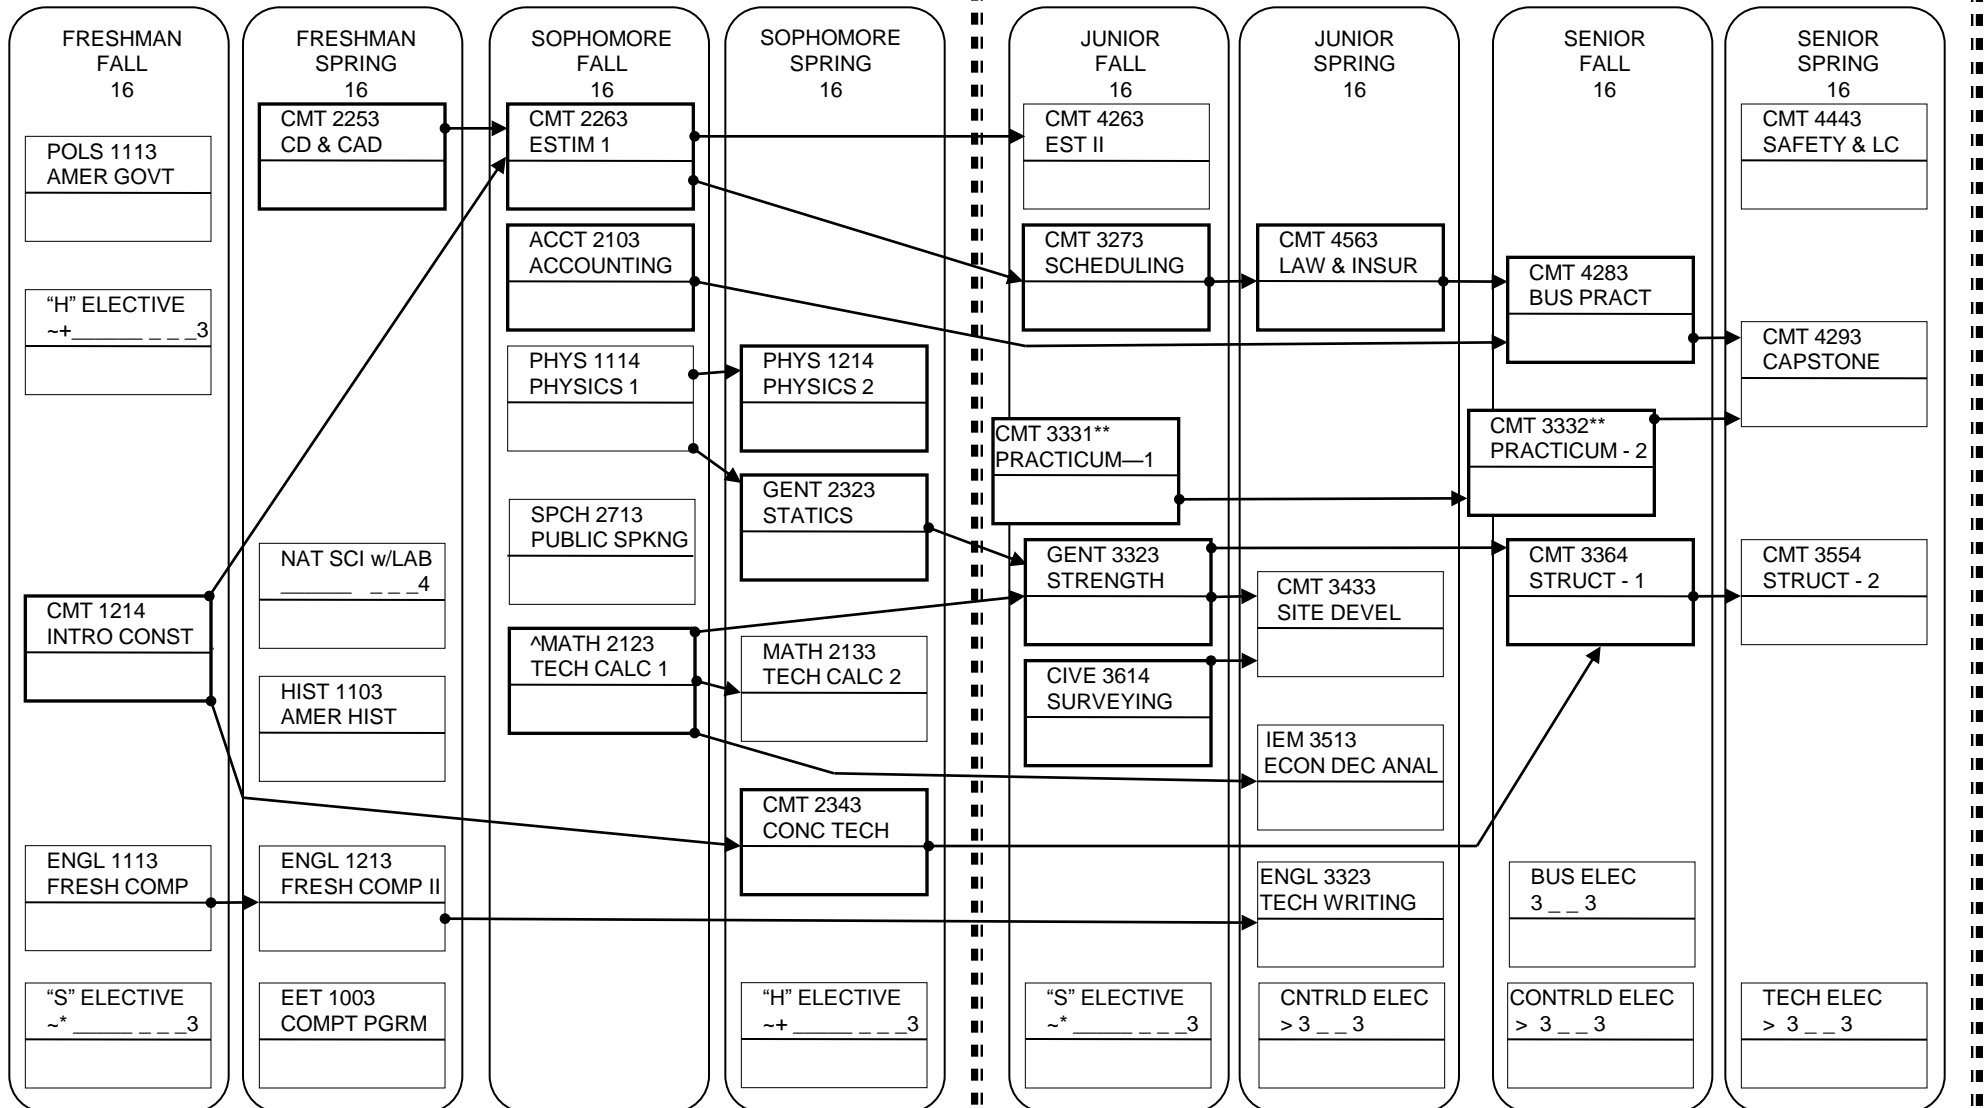 FRESHMAN
FALL
16
POLS 1113
AMER GOVT
“H” ELECTIVE
~+______ _ _ _3
CMT 1214
INTRO CONST
ENGL 1113
FRESH COMP
“S” ELECTIVE
~* _____ _ _ _3
FRESHMAN
SPRING
16
CMT 2253
CD & CAD
NAT SCI w/LAB
______ _ _ _4
HIST 1103
AMER HIST
ENGL 1213
FRESH COMP II
EET 1003
COMPT PGRM
SOPHOMORE
FALL
16
CMT 2263
ESTIM 1
ACCT 2103
ACCOUNTING
PHYS 1114
PHYSICS 1
SPCH 2713
PUBLIC SPKNG
^MATH 2123
TECH CALC 1
SOPHOMORE
SPRING
16
PHYS 1214
PHYSICS 2
GENT 2323
STATICS
MATH 2133
TECH CALC 2
CMT 2343
CONC TECH
“H” ELECTIVE
~+ _____ _ _ _3
JUNIOR
FALL
16
CMT 4263
EST II
CMT 3273
SCHEDULING
CMT 3331**
PRACTICUM—1
GENT 3323
STRENGTH
CIVE 3614
SURVEYING
“S” ELECTIVE
~* _____ _ _ _3
JUNIOR
SPRING
16
CMT 4563
LAW & INSUR
CMT 3433
SITE DEVEL
IEM 3513
ECON DEC ANAL
ENGL 3323
TECH WRITING
CNTRLD ELEC
> 3 _ _ 3
SENIOR
FALL
16
CMT 4283
BUS PRACT
CMT 3332**
PRACTICUM - 2
CMT 3364
STRUCT - 1
BUS ELEC
3 _ _ 3
CONTRLD ELEC
> 3 _ _ 3
SENIOR
SPRING
16
CMT 4443
SAFETY & LC
CMT 4293
CAPSTONE
CMT 3554
STRUCT - 2
TECH ELEC
> 3 _ _ 3